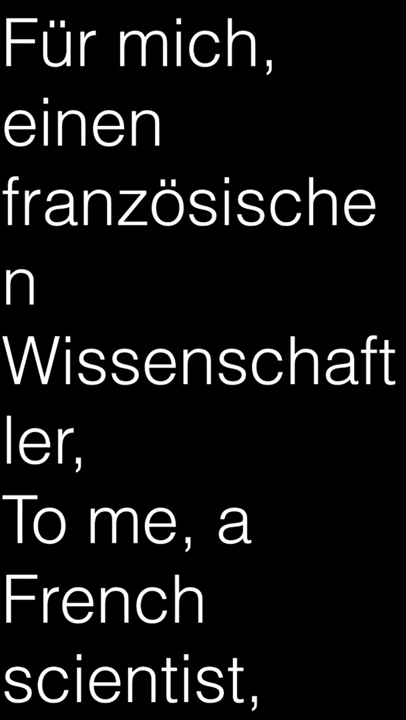 Für mich,
einen
französische
n
Wissenschaft
ler,
To me, a
French
scientist,